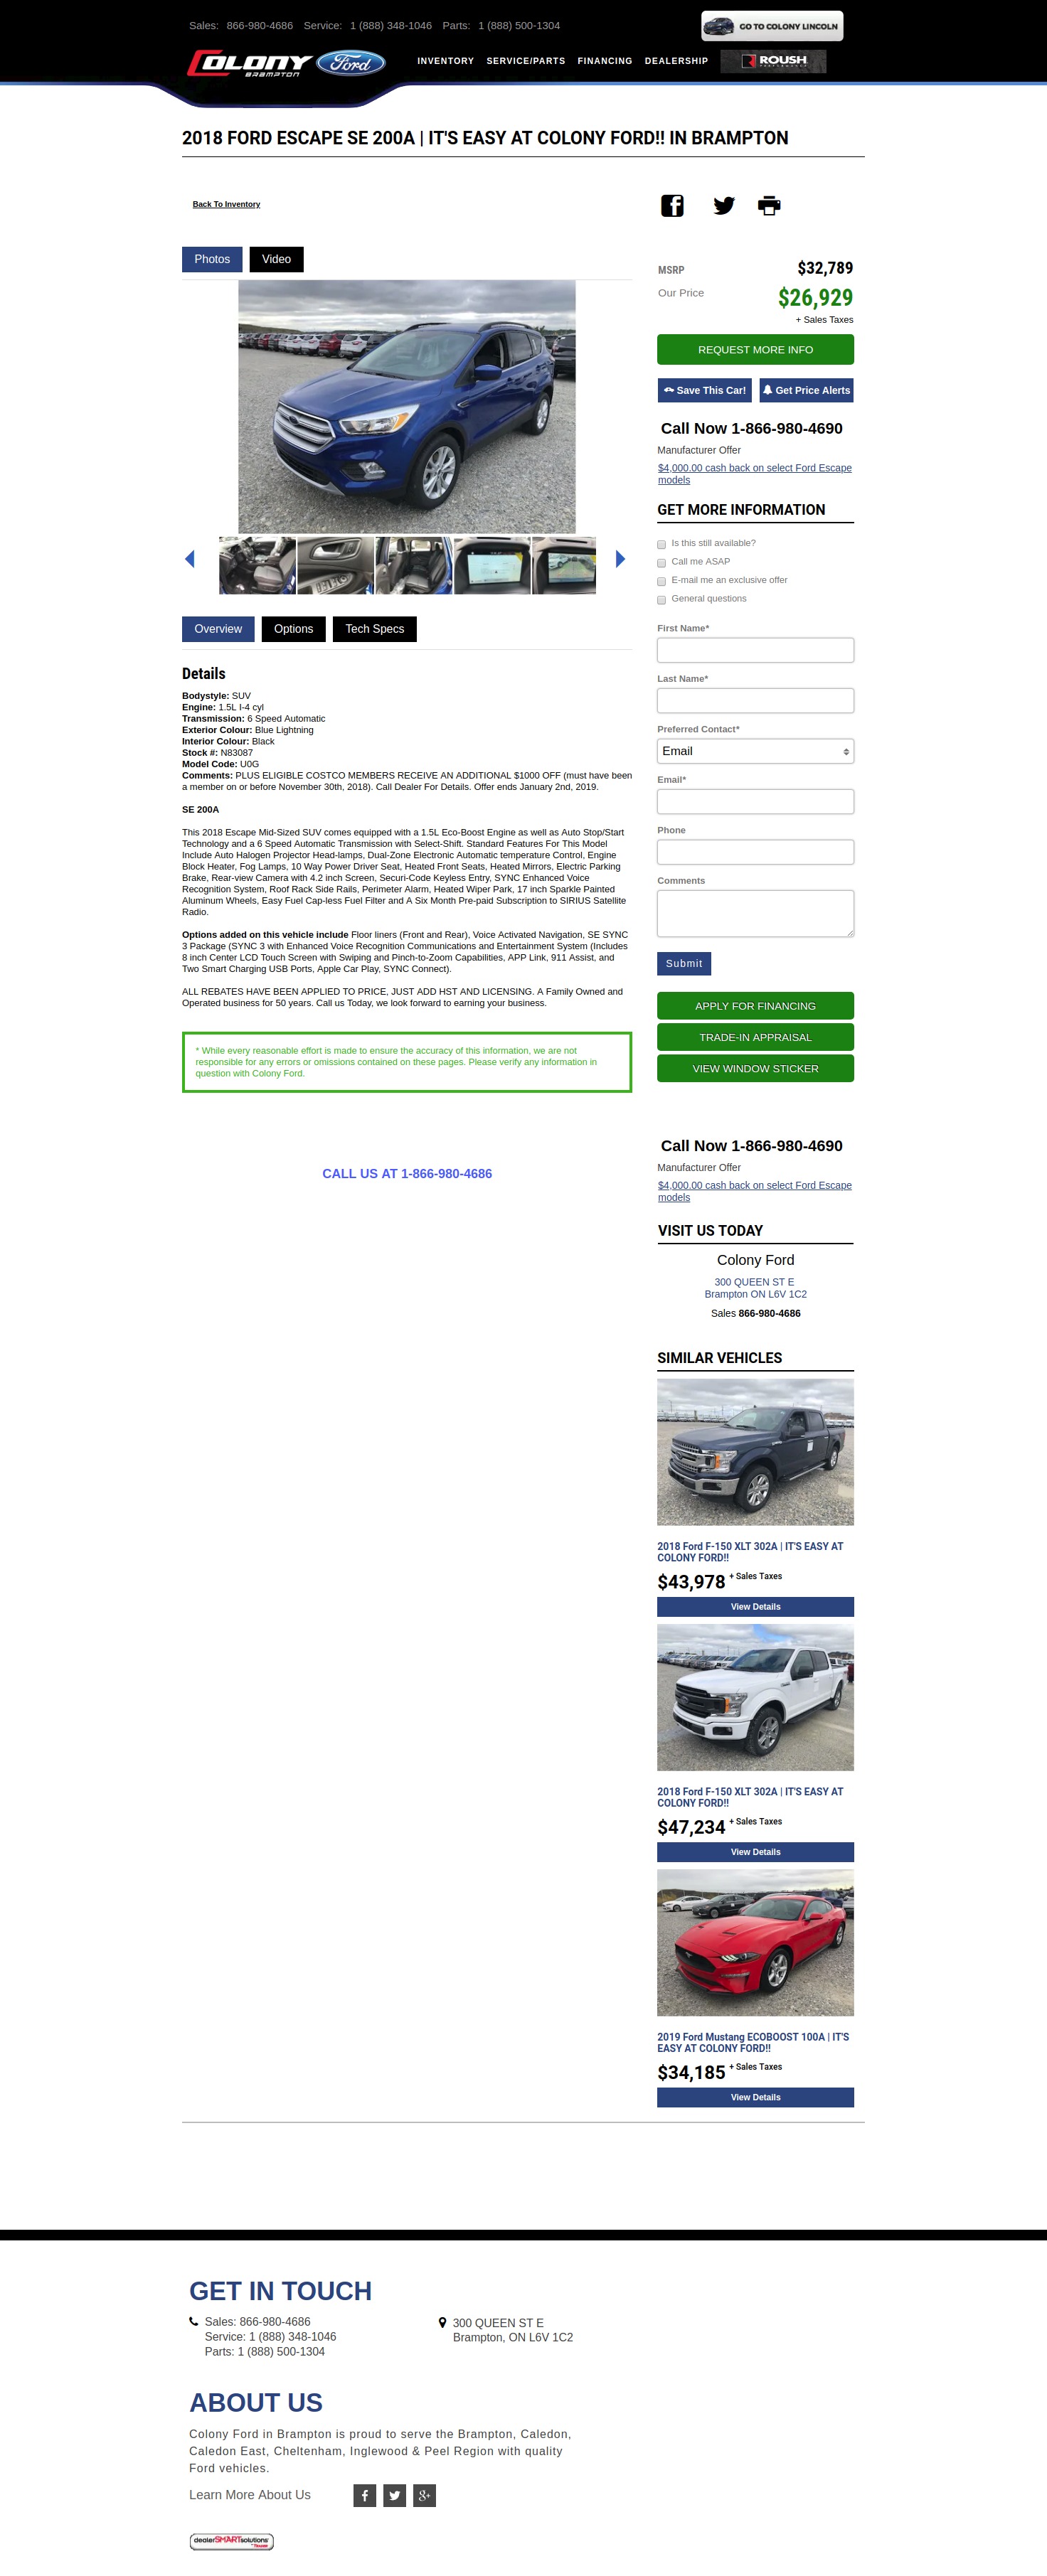 Sales: 866-980-4686 Service: 1 (888) 348-1046 Parts: 1 (888) 500-1304
GO TO COLONY LINCOLN
COLONY
BRAMPTON
Ford
INVENTORY SERVICE/PARTS FINANCING DEALERSHIP
ROUSH
2018 FORD ESCAPE SE 200A | IT'S EASY AT COLONY FORD!! IN BRAMPTON
Back To Inventory
Photos Video
MSRP $32,789
Our Price $26,929
+ Sales Taxes
REQUEST MORE INFO
Save This Car! Get Price Alerts
Call Now 1-866-980-4690
Manufacturer Offer
$4,000.00 cash back on select Ford Escape
models
GET MORE INFORMATION
Is this still available?
Call me ASAP
E-mail me an exclusive offer
General questions
First Name*
Last Name*
Preferred Contact*
Email
Email*
Phone
Comments
Submit
APPLY FOR FINANCING
TRADE-IN APPRAISAL
VIEW WINDOW STICKER
Overview Options Tech Specs
Details
Bodystyle: SUV
Engine: 1.5L I-4 cyl
Transmission: 6 Speed Automatic
Exterior Colour: Blue Lightning
Interior Colour: Black
Stock #: N83087
Model Code: U0G
Comments: PLUS ELIGIBLE COSTCO MEMBERS RECEIVE AN ADDITIONAL $1000 OFF (must have been
a member on or before November 30th, 2018). Call Dealer For Details. Offer ends January 2nd, 2019.
SE 200A
This 2018 Escape Mid-Sized SUV comes equipped with a 1.5L Eco-Boost Engine as well as Auto Stop/Start
Technology and a 6 Speed Automatic Transmission with Select-Shift. Standard Features For This Model
Include Auto Halogen Projector Head-lamps, Dual-Zone Electronic Automatic temperature Control, Engine
Block Heater, Fog Lamps, 10 Way Power Driver Seat, Heated Front Seats, Heated Mirrors, Electric Parking
Brake, Rear-view Camera with 4.2 inch Screen, Securi-Code Keyless Entry, SYNC Enhanced Voice
Recognition System, Roof Rack Side Rails, Perimeter Alarm, Heated Wiper Park, 17 inch Sparkle Painted
Aluminum Wheels, Easy Fuel Cap-less Fuel Filter and A Six Month Pre-paid Subscription to SIRIUS Satellite
Radio.
Options added on this vehicle include Floor liners (Front and Rear), Voice Activated Navigation, SE SYNC
3 Package (SYNC 3 with Enhanced Voice Recognition Communications and Entertainment System (Includes
8 inch Center LCD Touch Screen with Swiping and Pinch-to-Zoom Capabilities, APP Link, 911 Assist, and
Two Smart Charging USB Ports, Apple Car Play, SYNC Connect).
ALL REBATES HAVE BEEN APPLIED TO PRICE, JUST ADD HST AND LICENSING. A Family Owned and
Operated business for 50 years. Call us Today, we look forward to earning your business.
* While every reasonable effort is made to ensure the accuracy of this information, we are not
responsible for any errors or omissions contained on these pages. Please verify any information in
question with Colony Ford.
CALL US AT 1-866-980-4686
Call Now 1-866-980-4690
Manufacturer Offer
$4,000.00 cash back on select Ford Escape
models
VISIT US TODAY
Colony Ford
300 QUEEN ST E
Brampton ON L6V 1C2
Sales 866-980-4686
SIMILAR VEHICLES
2018 Ford F-150 XLT 302A | IT'S EASY AT
COLONY FORD!!
$43,978 + Sales Taxes
View Details
2018 Ford F-150 XLT 302A | IT'S EASY AT
COLONY FORD!!
$47,234 + Sales Taxes
View Details
2019 Ford Mustang ECOBOOST 100A | IT'S
EASY AT COLONY FORD!!
$34,185 + Sales Taxes
View Details
GET IN TOUCH
Sales: 866-980-4686
Service: 1 (888) 348-1046
Parts: 1 (888) 500-1304
300 QUEEN ST E
Brampton, ON L6V 1C2
ABOUT US
Colony Ford in Brampton is proud to serve the Brampton, Caledon,
Caledon East, Cheltenham, Inglewood & Peel Region with quality
Ford vehicles.
Learn More About Us
dealerSMARTsolutions